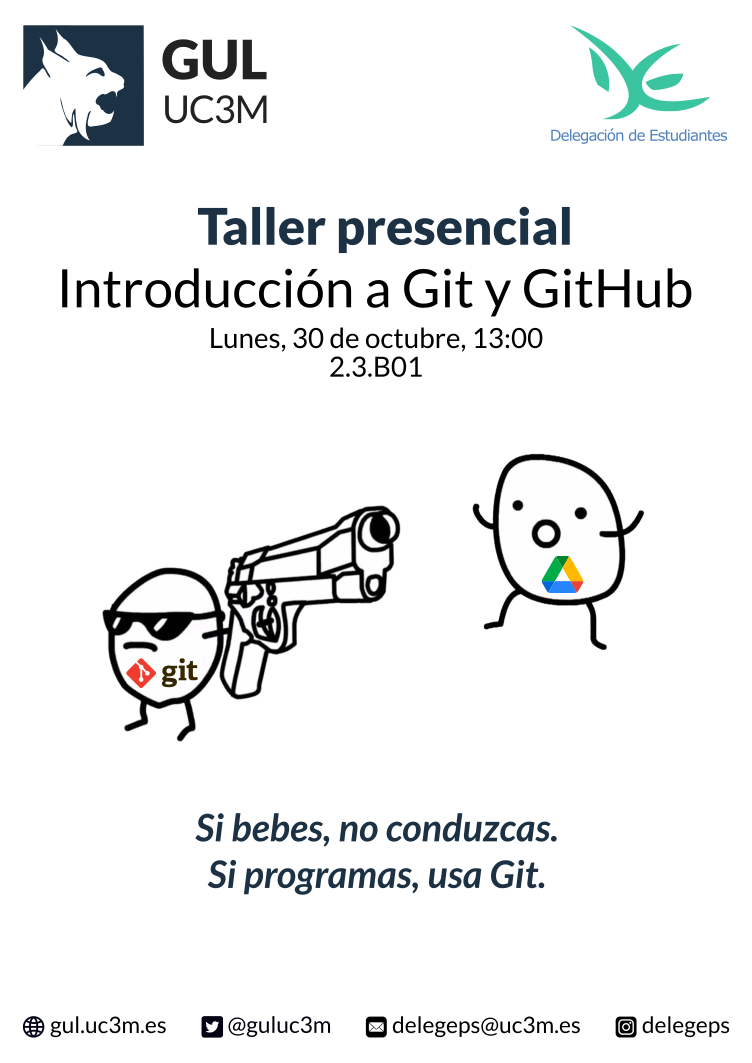 GUL
UC3M
Delegación de Estudiantes
Taller presencial
Introducción a Git y GitHub
Lunes, 30 de octubre, 13:00
2.3.B01
git
Si bebes, no conduzcas.
Si programas, usa Git.
gul.uc3m.es @guluc3m delegeps@uc3m.es delegeps